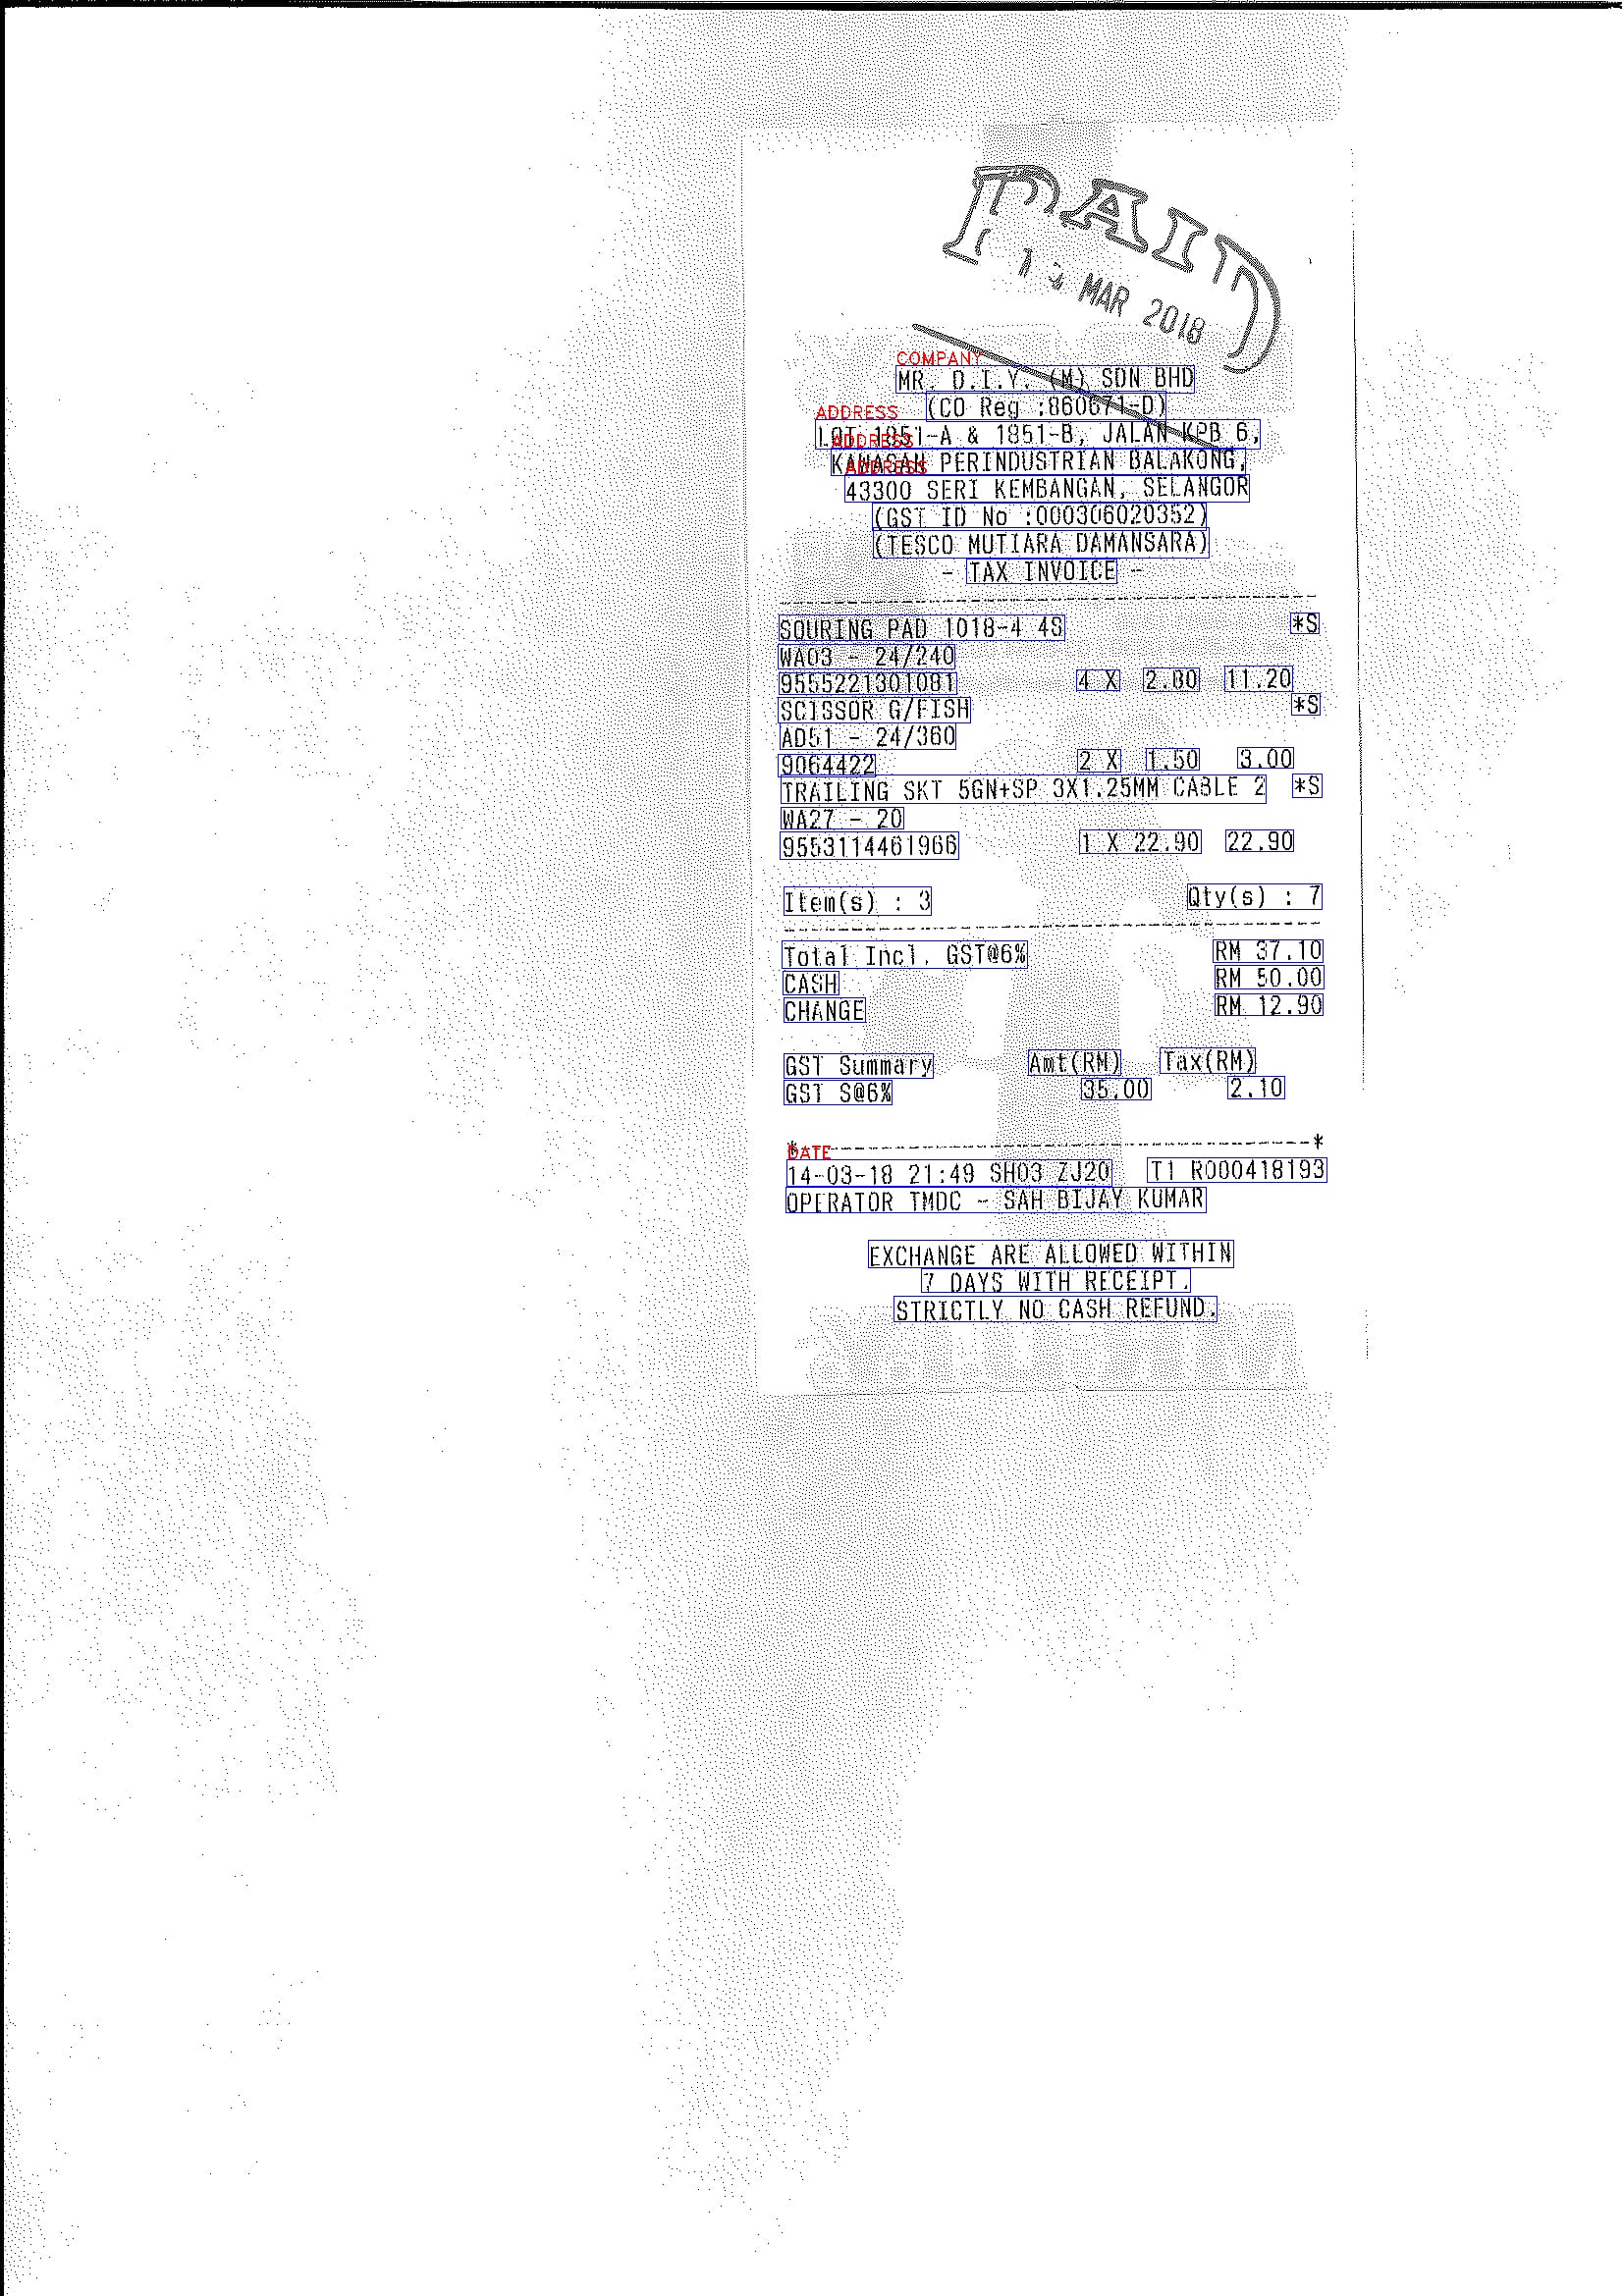 PAID
MAR 2018
COMPANY
MR. D.I.Y. (M) SDN BHD
(CO Reg :860671-D)
ADDRESS
LOT 1851-A & 1851-B, JALAN KPB 6,
ADDRESS
KAWASAN PERINDUSTRIAN BALAKONG,
ADDRESS
43300 SERI KEMBANGAN, SELANGOR
(GST ID No :000306020352)
(TESCO MUTIARA DAMANSARA)
- TAX INVOICE -
SOURING PAD 1018-4 4S *S
WA03 - 24/240
9555221301081 4 X 2.80 11.20
SCISSOR G/FISH *S
AD51 - 24/360
9064422 2 X 1.50 3.00
TRAILING SKT 5GN+SP 3X1.25MM CABLE 2 *S
WA27 - 20
9553114461966 1 X 22.90 22.90
Item(s) : 3 Qty(s) : 7
Total Incl. GST@6% RM 37.10
CASH RM 50.00
CHANGE RM 12.90
GST Summary Amt(RM) Tax(RM)
GST S@6% 35.00 2.10
DATE
14-03-18 21:49 SH03 ZJ20 T1 R000418193
OPERATOR TMDC - SAH BIJAY KUMAR
EXCHANGE ARE ALLOWED WITHIN
7 DAYS WITH RECEIPT.
STRICTLY NO CASH REFUND.